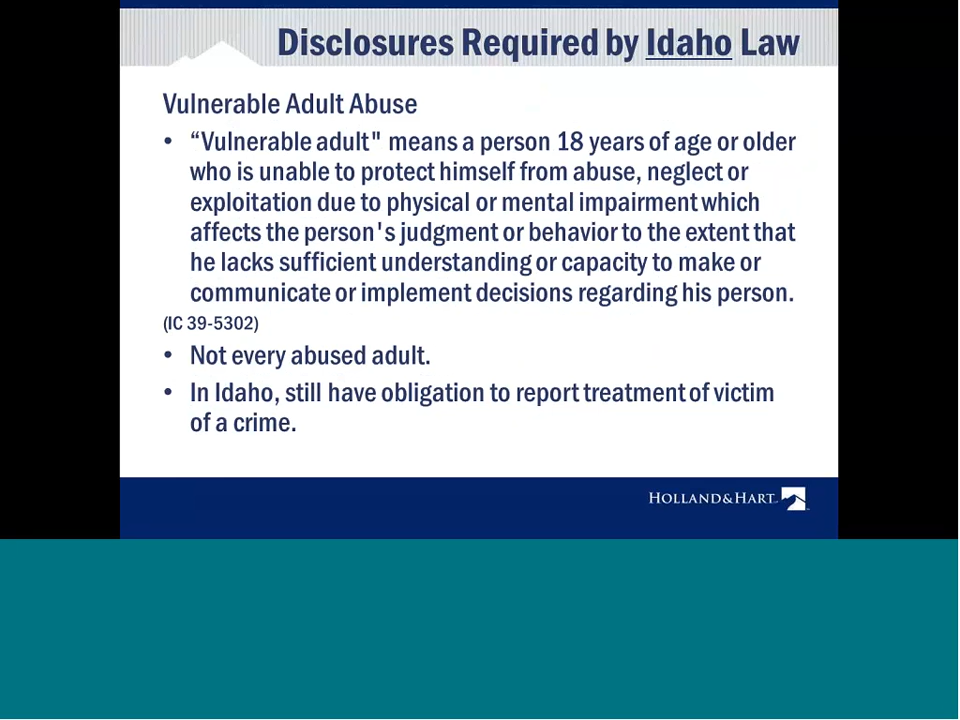 Disclosures Required by Idaho Law
Vulnerable Adult Abuse
• “Vulnerable adult" means a person 18 years of age or older
who is unable to protect himself from abuse, neglect or
exploitation due to physical or mental impairment which
affects the person's judgment or behavior to the extent that
he lacks sufficient understanding or capacity to make or
communicate or implement decisions regarding his person.
(IC 39-5302)
• Not every abused adult.
• In Idaho, still have obligation to report treatment of victim
of a crime.
HOLLAND&HART